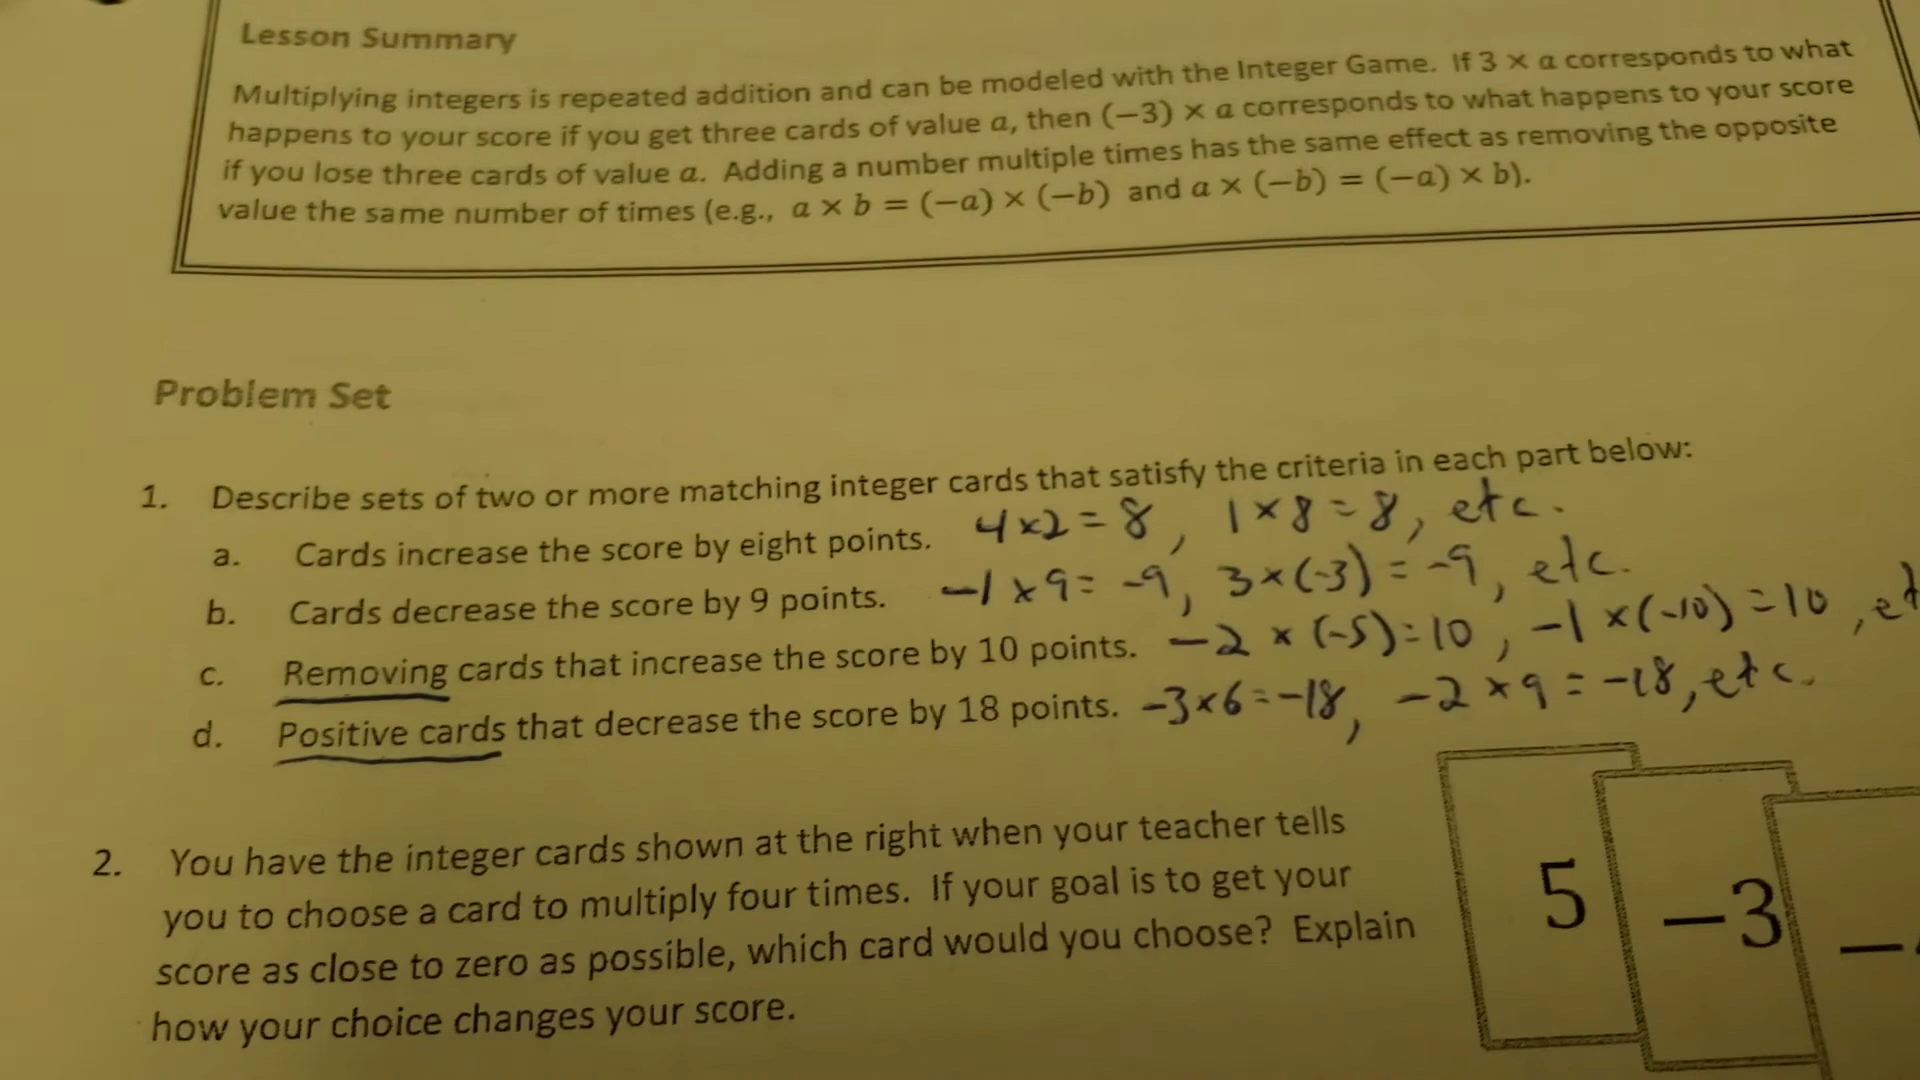 Lesson Summary
Multiplying integers is repeated addition and can be modeled with the Integer Game. If 3 × a corresponds to what
happens to your score if you get three cards of value a, then (−3) × a corresponds to what happens to your score
if you lose three cards of value a. Adding a number multiple times has the same effect as removing the opposite
value the same number of times (e.g., a × b = (−a) × (−b) and a × (−b) = (−a) × b).
Problem Set
1. Describe sets of two or more matching integer cards that satisfy the criteria in each part below:
a. Cards increase the score by eight points. 4×2=8, 1×8=8, etc.
b. Cards decrease the score by 9 points. −1×9=−9, 3×(−3)=−9, etc.
c. Removing cards that increase the score by 10 points. −2×(−5)=10, −1×(−10)=10, et
d. Positive cards that decrease the score by 18 points. −3×6=−18, −2×9=−18, etc.
2. You have the integer cards shown at the right when your teacher tells
you to choose a card to multiply four times. If your goal is to get your
score as close to zero as possible, which card would you choose? Explain
how your choice changes your score.
5
−3
−